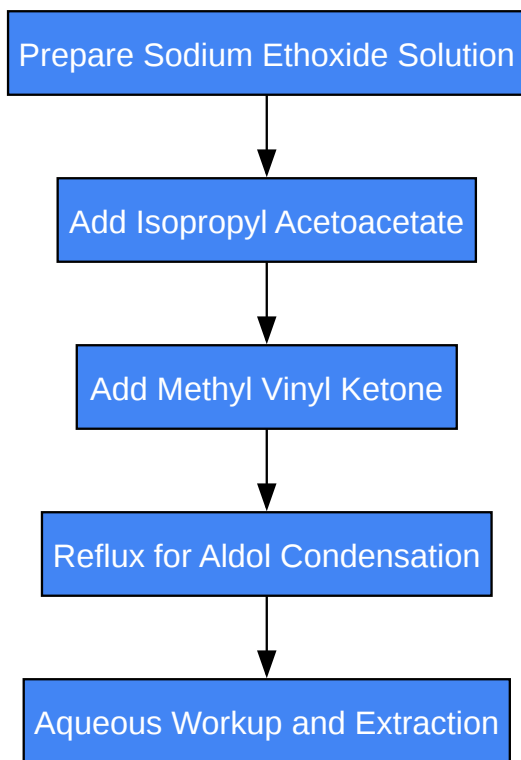 Prepare Sodium Ethoxide Solution
Add Isopropyl Acetoacetate
Add Methyl Vinyl Ketone
Reflux for Aldol Condensation
Aqueous Workup and Extraction